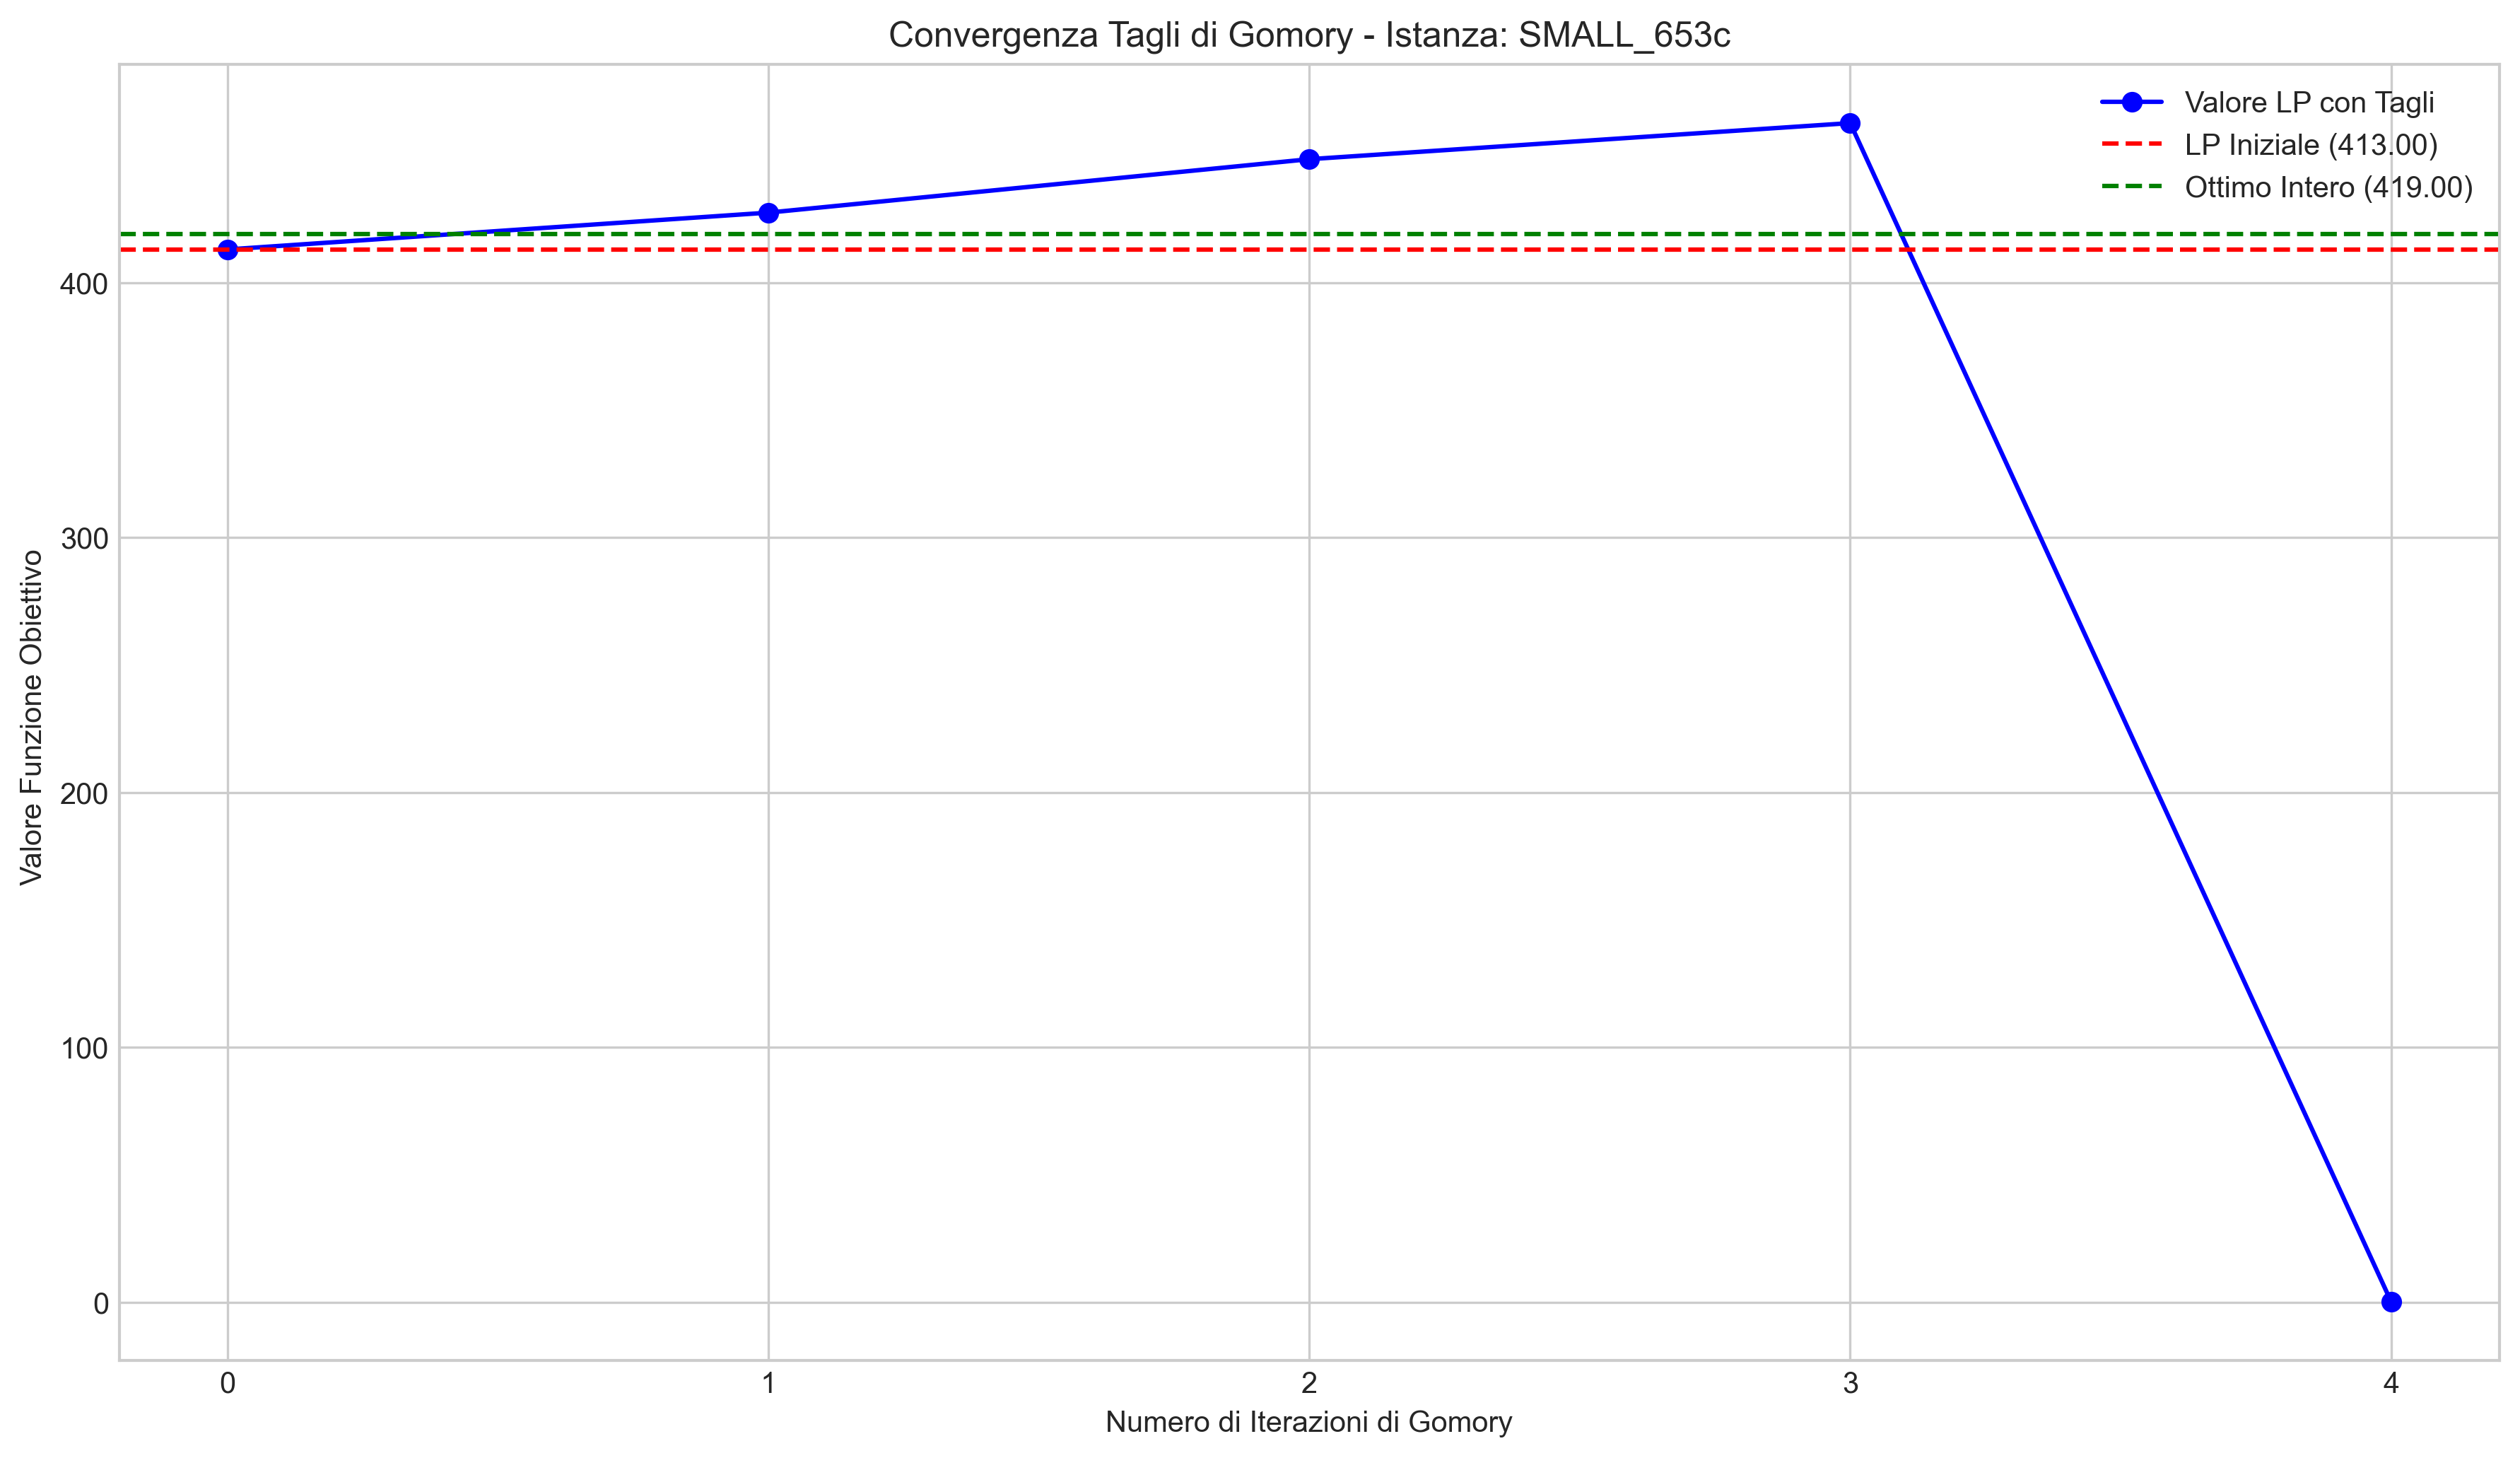 Convergenza Tagli di Gomory - Istanza: SMALL_653c
Valore LP con Tagli
LP Iniziale (413.00)
Ottimo Intero (419.00)
Valore Funzione Obiettivo
400
300
200
100
0
0 1 2 3 4
Numero di Iterazioni di Gomory